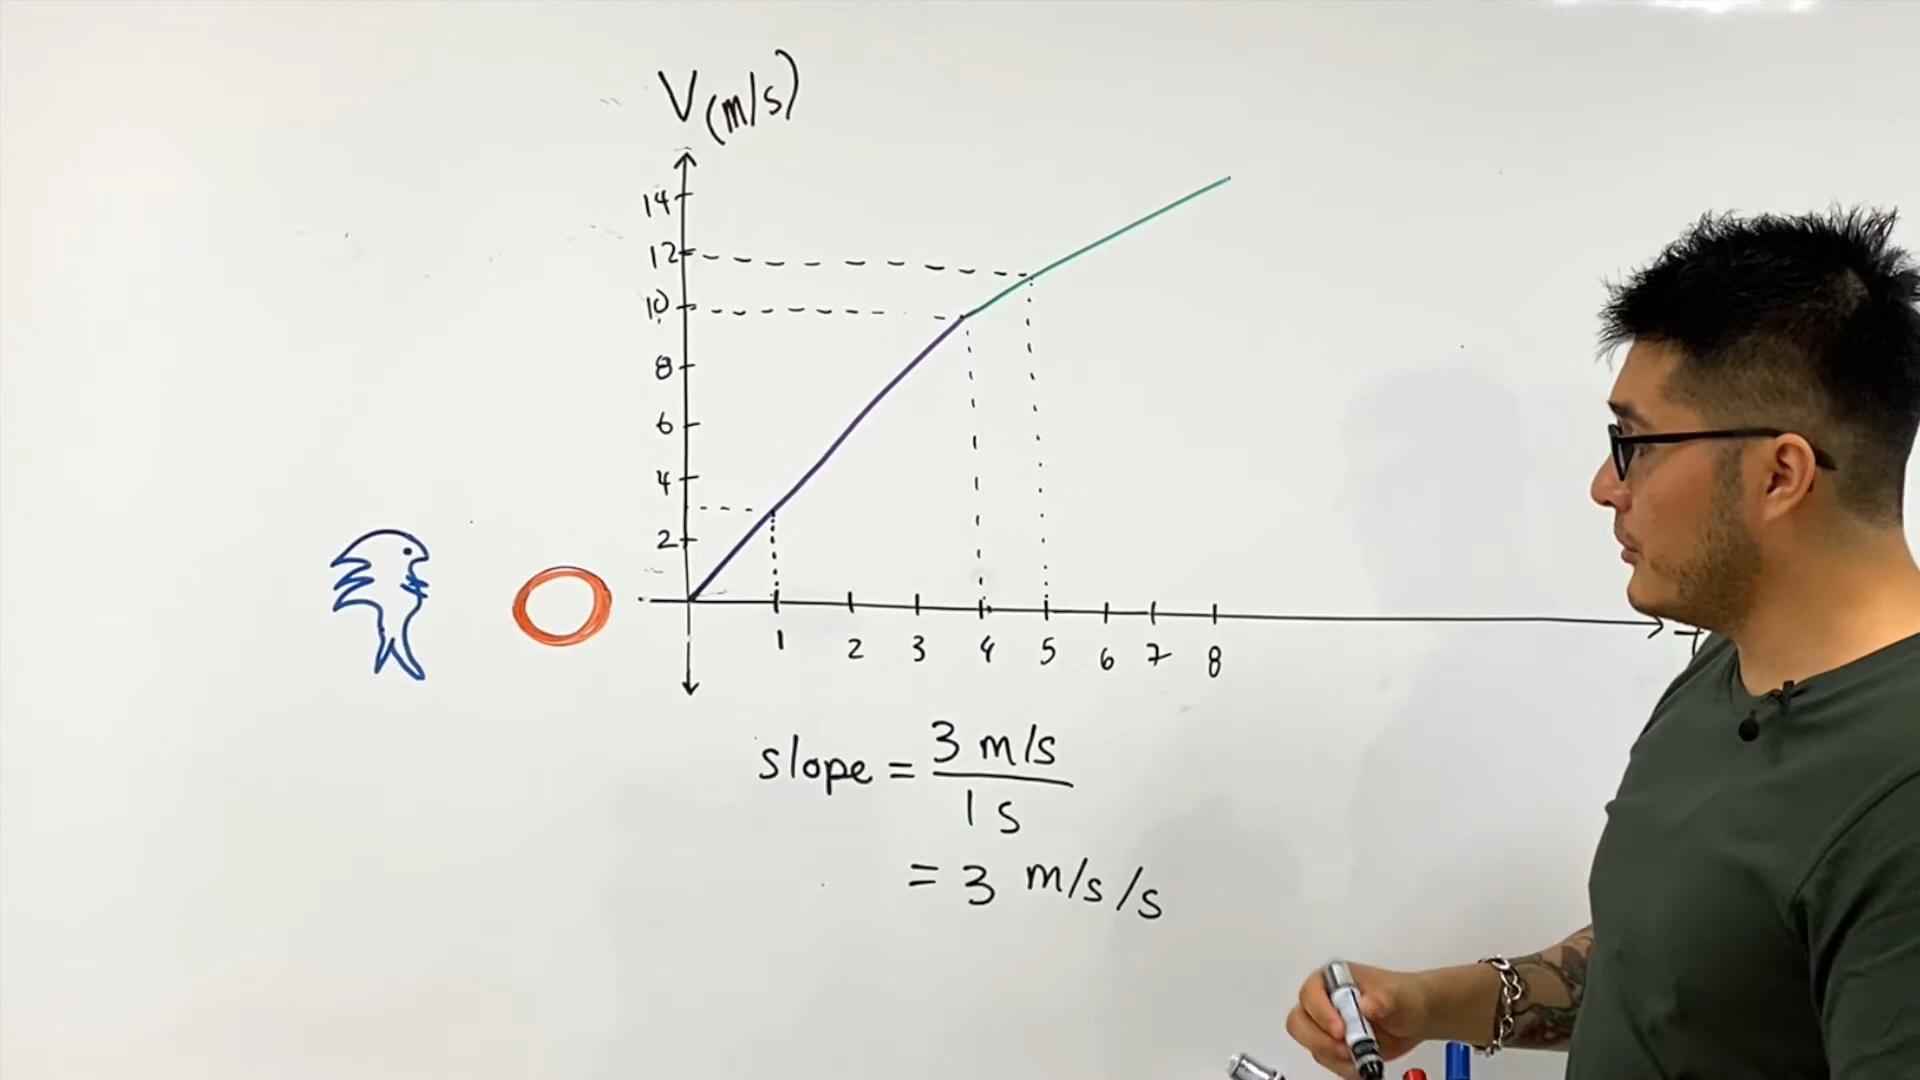 V (m/s)
14
12
10
8
6
4
2
1 2 3 4 5 6 7 8
slope = 3 m/s
1 s
= 3 m/s/s